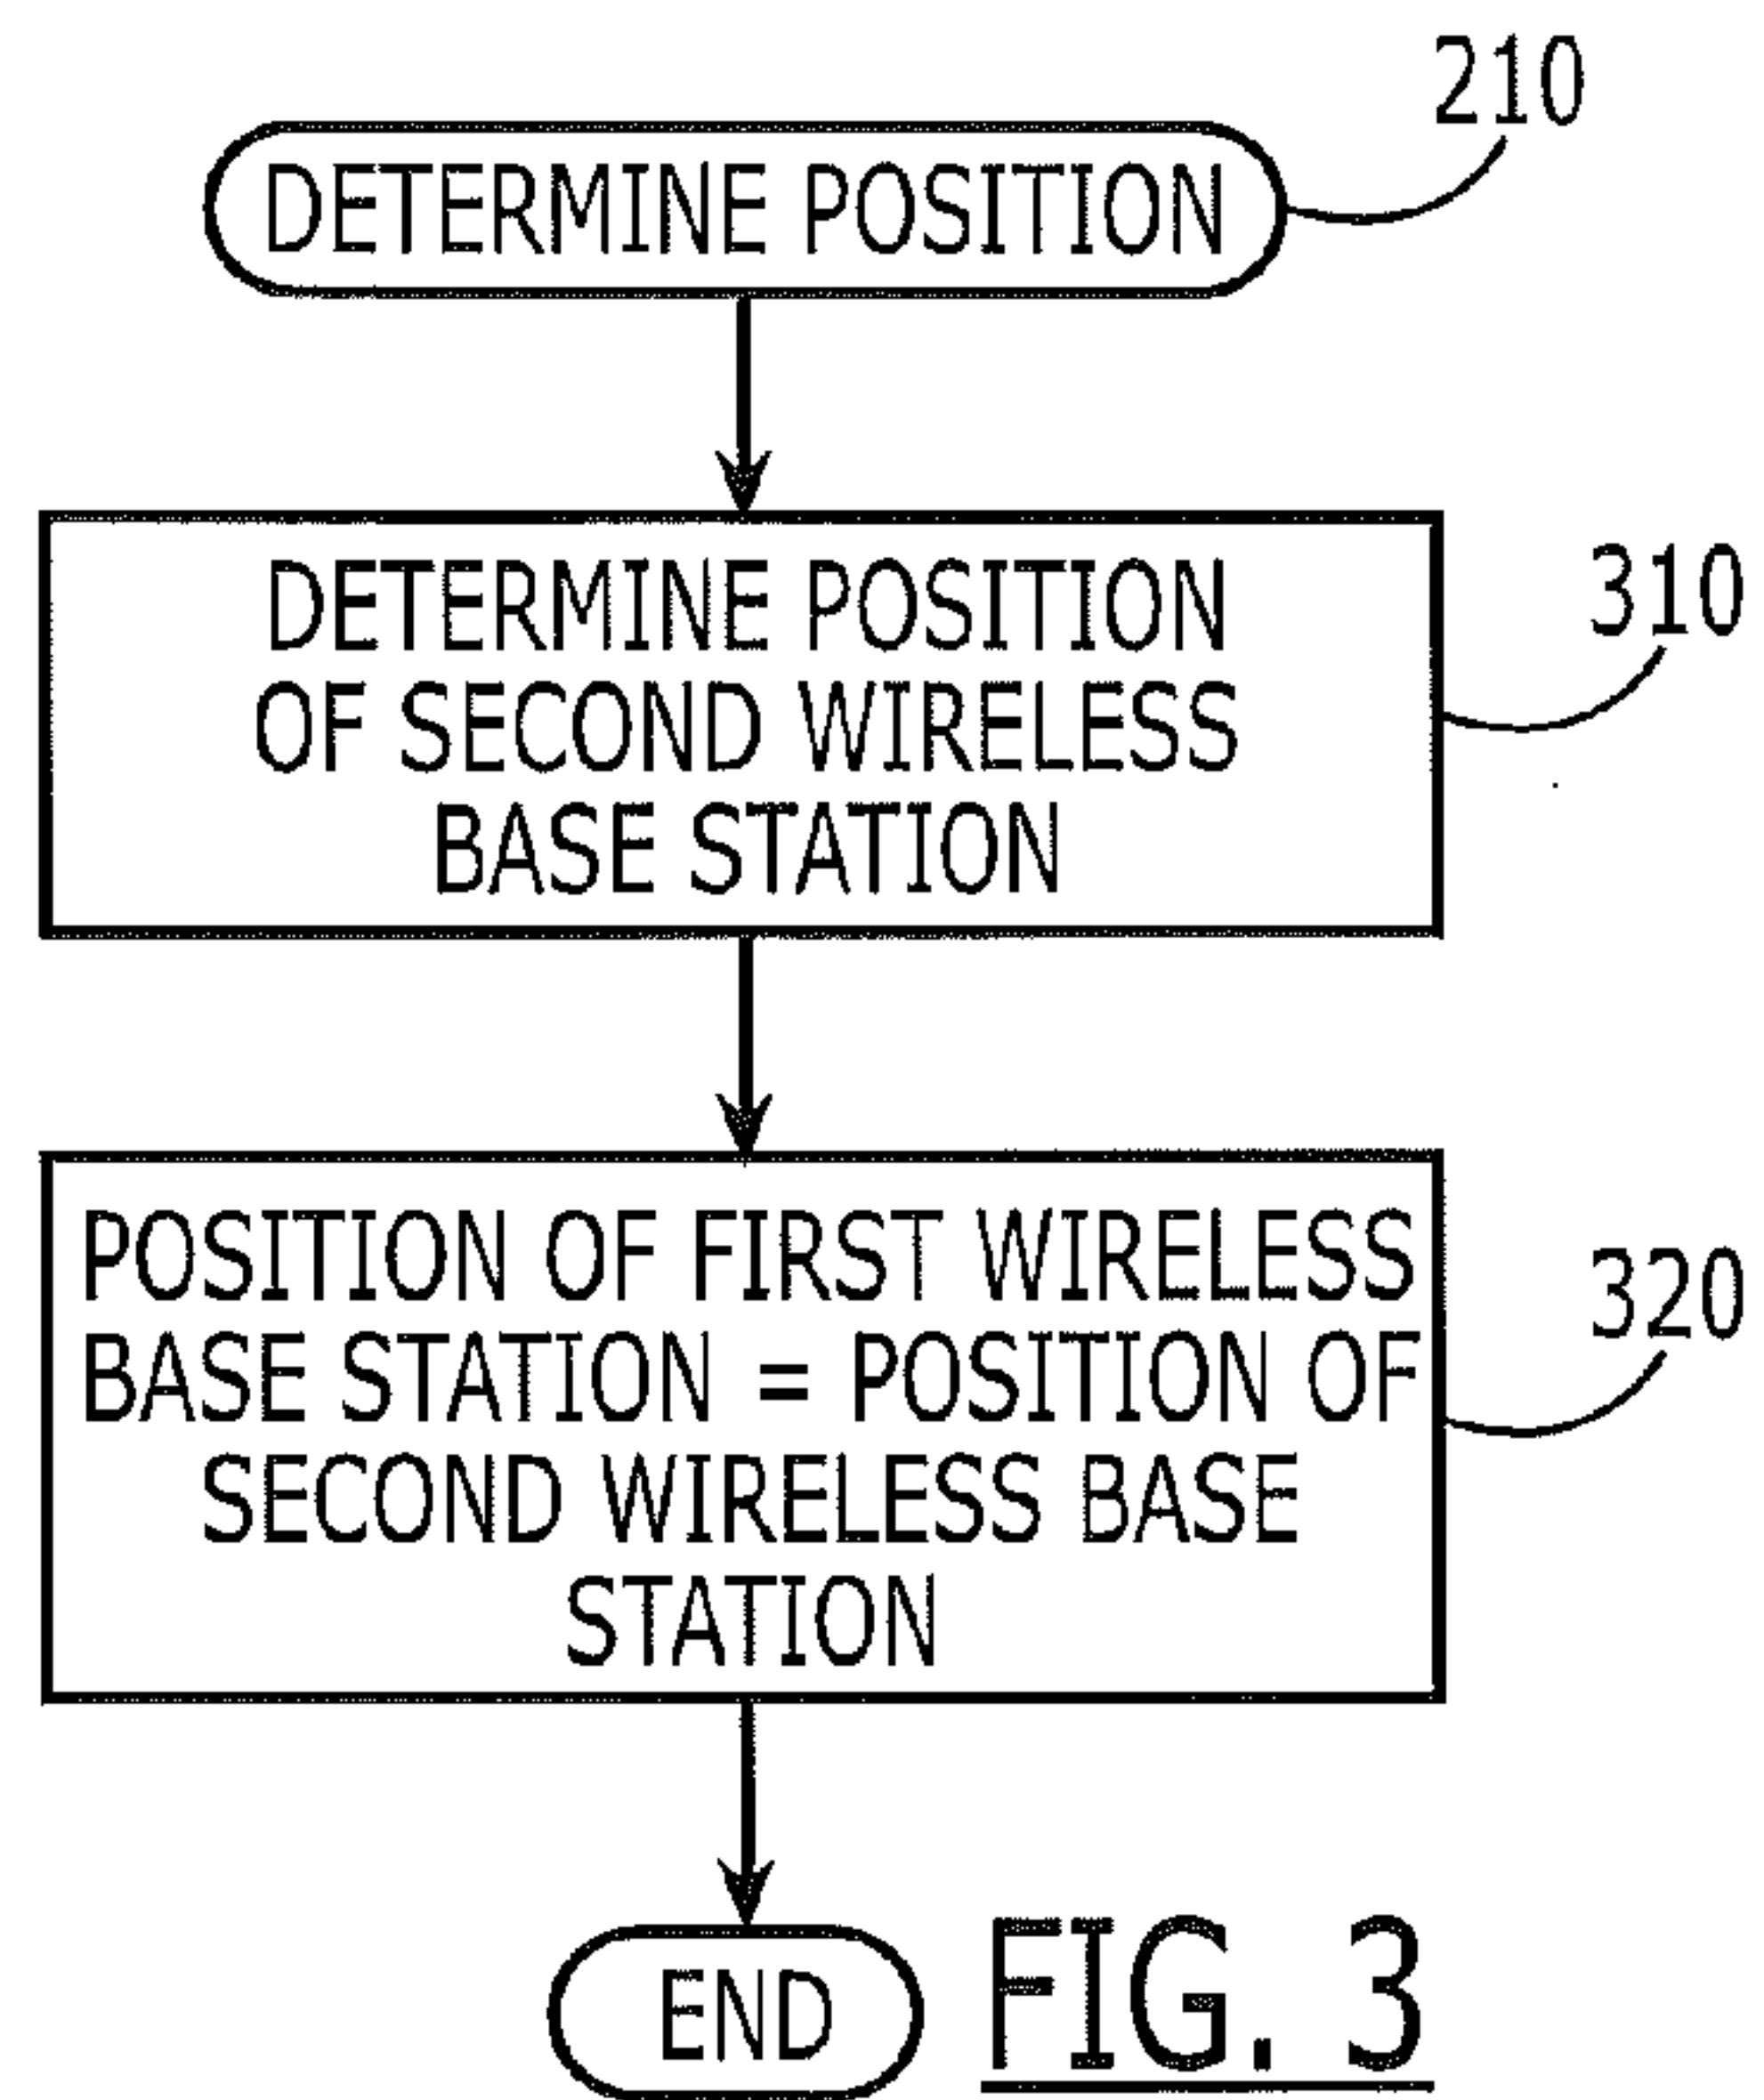 210
DETERMINE POSITION
310
DETERMINE POSITION
OF SECOND WIRELESS
BASE STATION
320
POSITION OF FIRST WIRELESS
BASE STATION = POSITION OF
SECOND WIRELESS BASE
STATION
END
FIG. 3